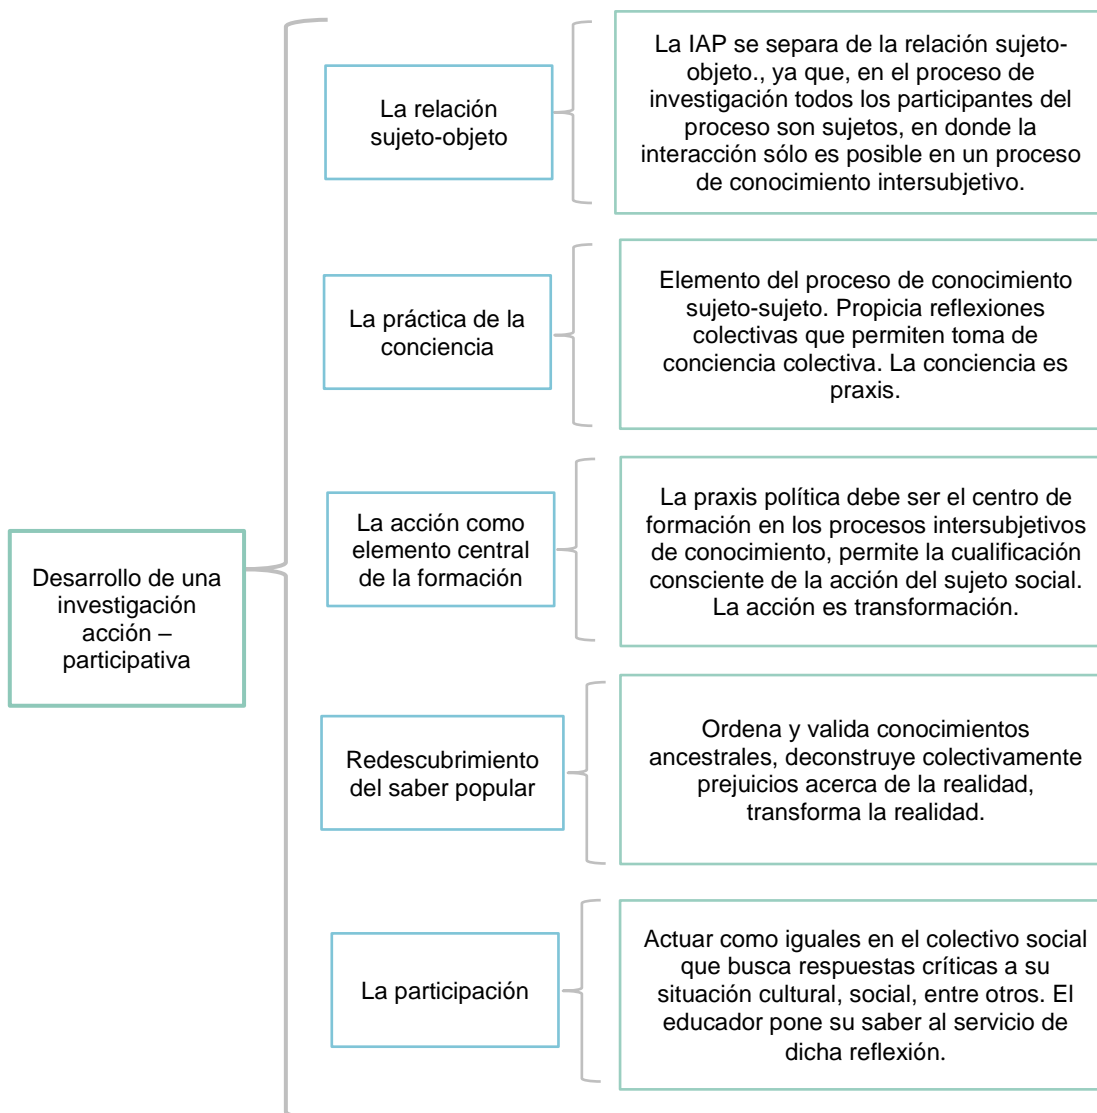 Desarrollo de una
investigación
acción –
participativa
La relación
sujeto-objeto
La IAP se separa de la relación sujeto-
objeto., ya que, en el proceso de
investigación todos los participantes del
proceso son sujetos, en donde la
interacción sólo es posible en un proceso
de conocimiento intersubjetivo.
La práctica de la
conciencia
Elemento del proceso de conocimiento
sujeto-sujeto. Propicia reflexiones
colectivas que permiten toma de
conciencia colectiva. La conciencia es
praxis.
La acción como
elemento central
de la formación
La praxis política debe ser el centro de
formación en los procesos intersubjetivos
de conocimiento, permite la cualificación
consciente de la acción del sujeto social.
La acción es transformación.
Redescubrimiento
del saber popular
Ordena y valida conocimientos
ancestrales, deconstruye colectivamente
prejuicios acerca de la realidad,
transforma la realidad.
La participación
Actuar como iguales en el colectivo social
que busca respuestas críticas a su
situación cultural, social, entre otros. El
educador pone su saber al servicio de
dicha reflexión.